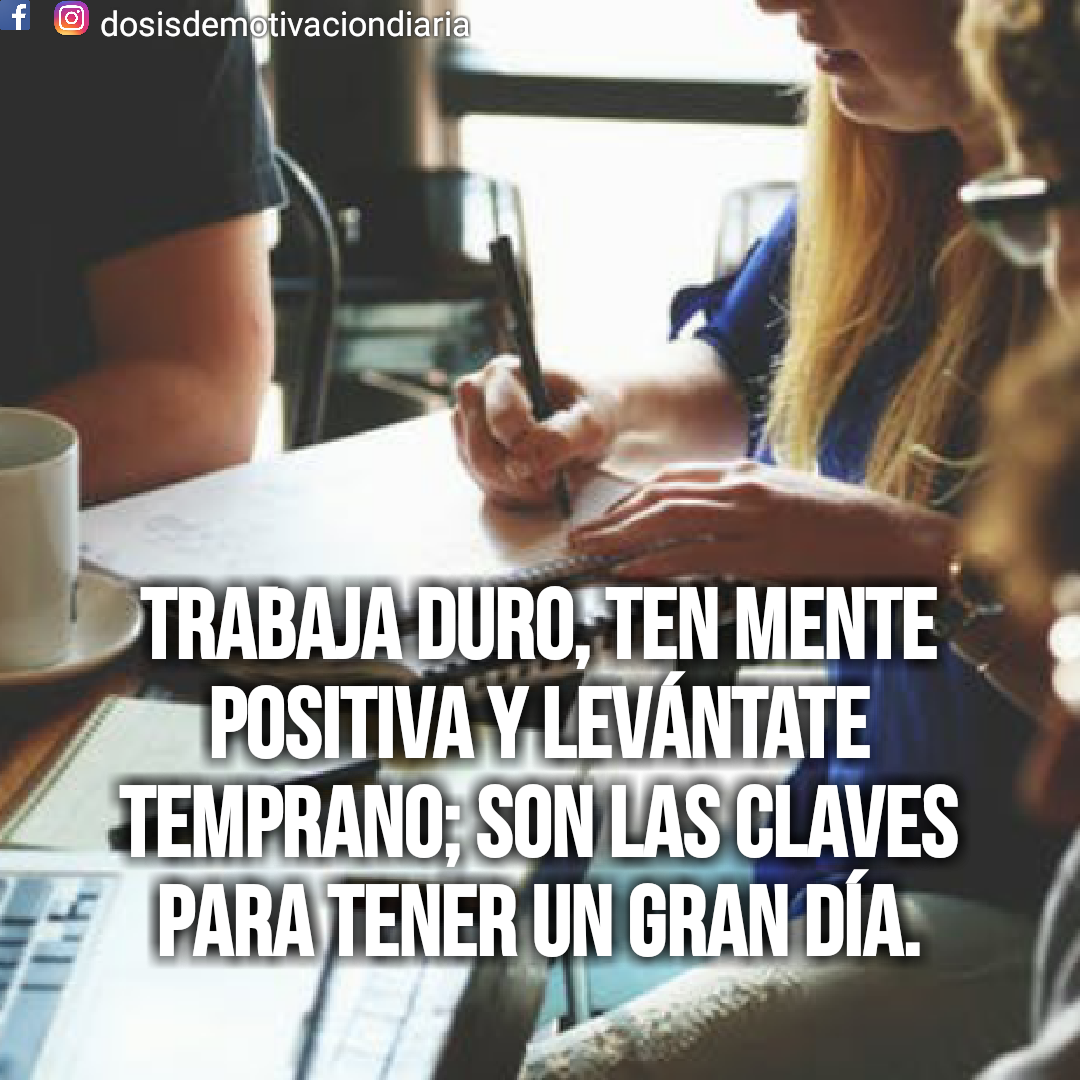 dosisdemotivaciondiaria
TRABAJA DURO, TEN MENTE
POSITIVA Y LEVÁNTATE
TEMPRANO; SON LAS CLAVES
PARA TENER UN GRAN DÍA.